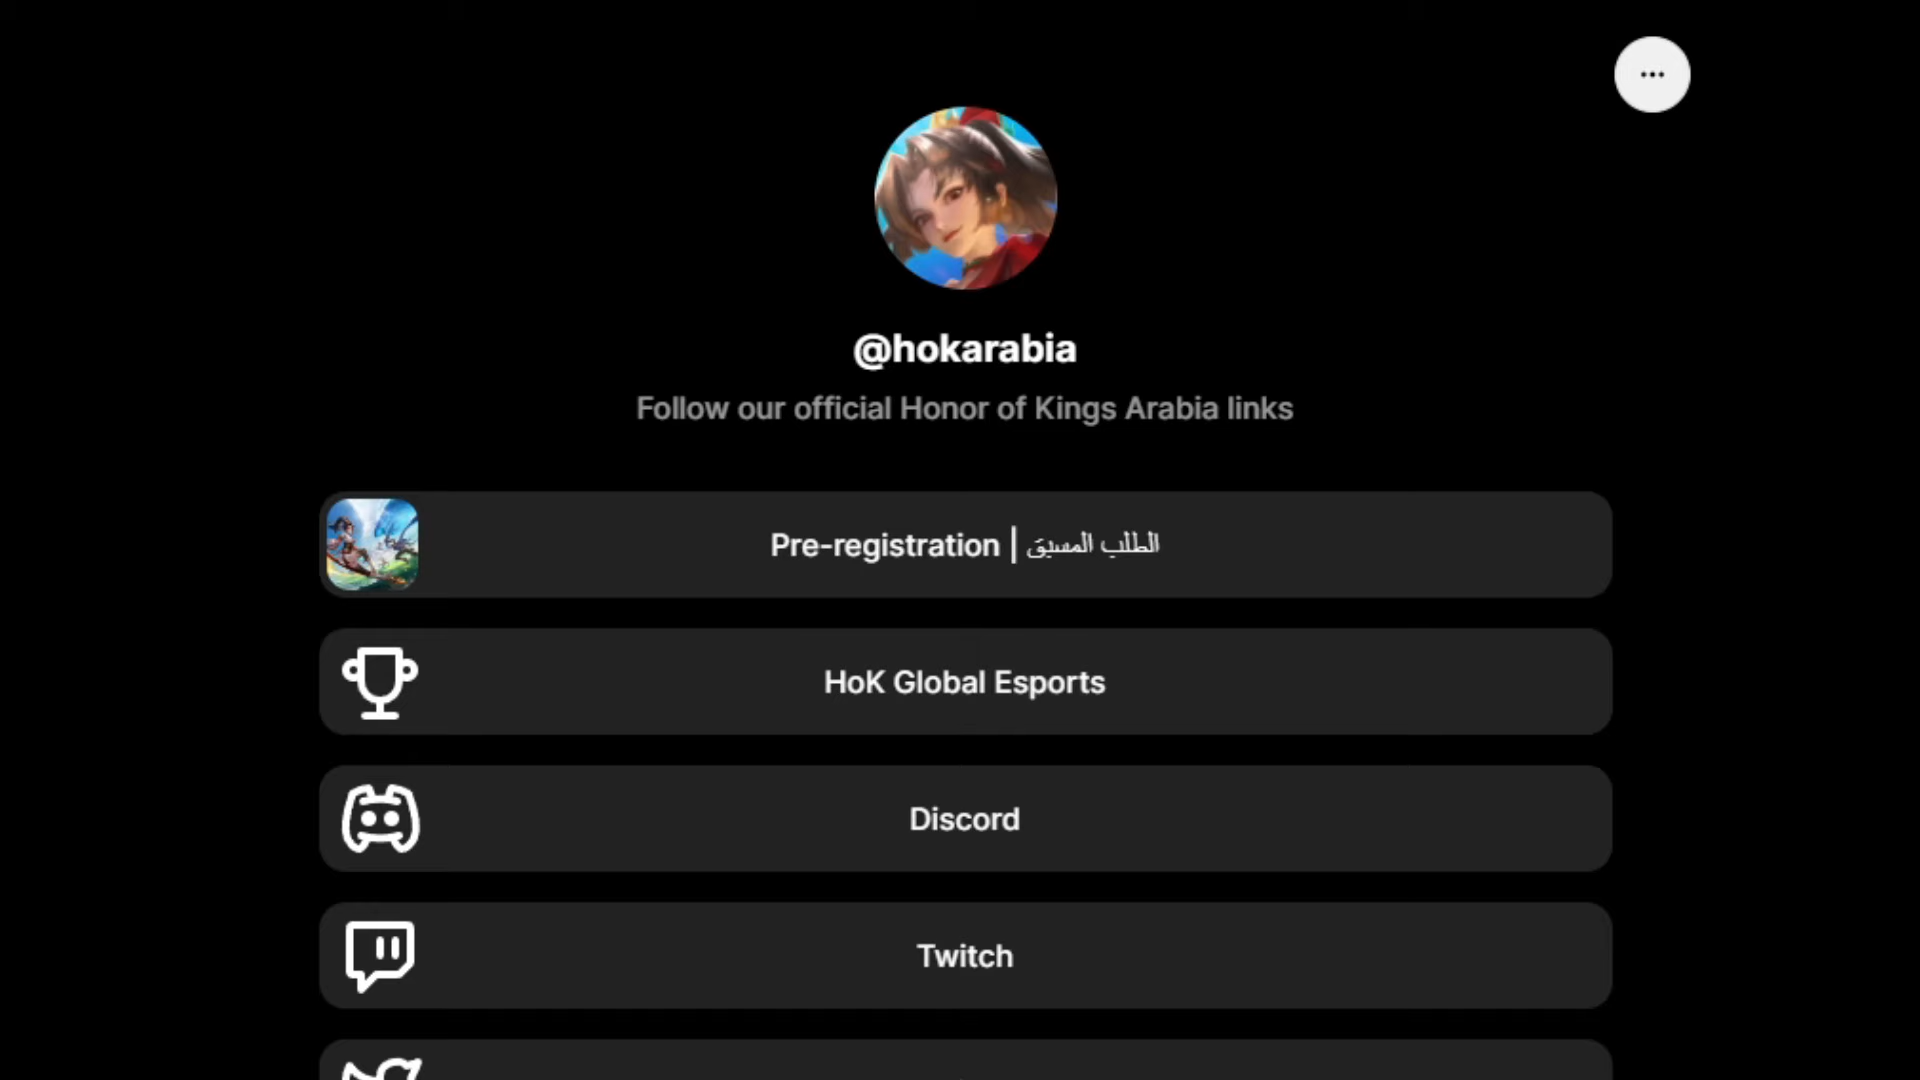 @hokarabia
Follow our official Honor of Kings Arabia links
Pre-registration | الطلب المسبق
HoK Global Esports
Discord
Twitch